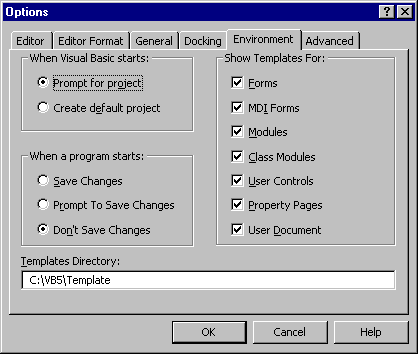 Options
Editor
Editor Format
General
Docking
Environment
Advanced
When Visual Basic starts:
Prompt for project
Create default project
When a program starts:
Save Changes
Prompt To Save Changes
Don't Save Changes
Show Templates For:
Forms
MDI Forms
Modules
Class Modules
User Controls
Property Pages
User Document
Templates Directory:
C:\VB5\Template
OK
Cancel
Help